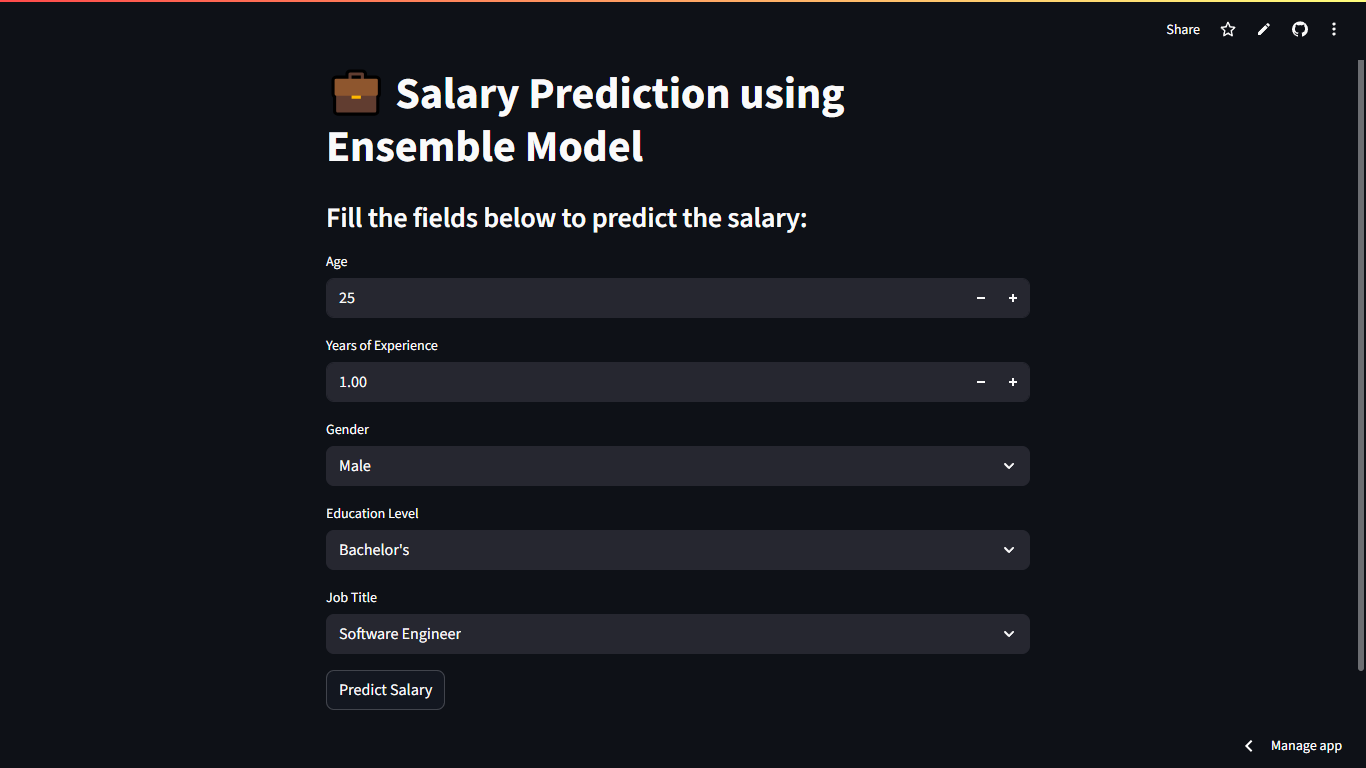 Share
Salary Prediction using
Ensemble Model
Fill the fields below to predict the salary:
Age
25
Years of Experience
1.00
Gender
Male
Education Level
Bachelor's
Job Title
Software Engineer
Predict Salary
Manage app